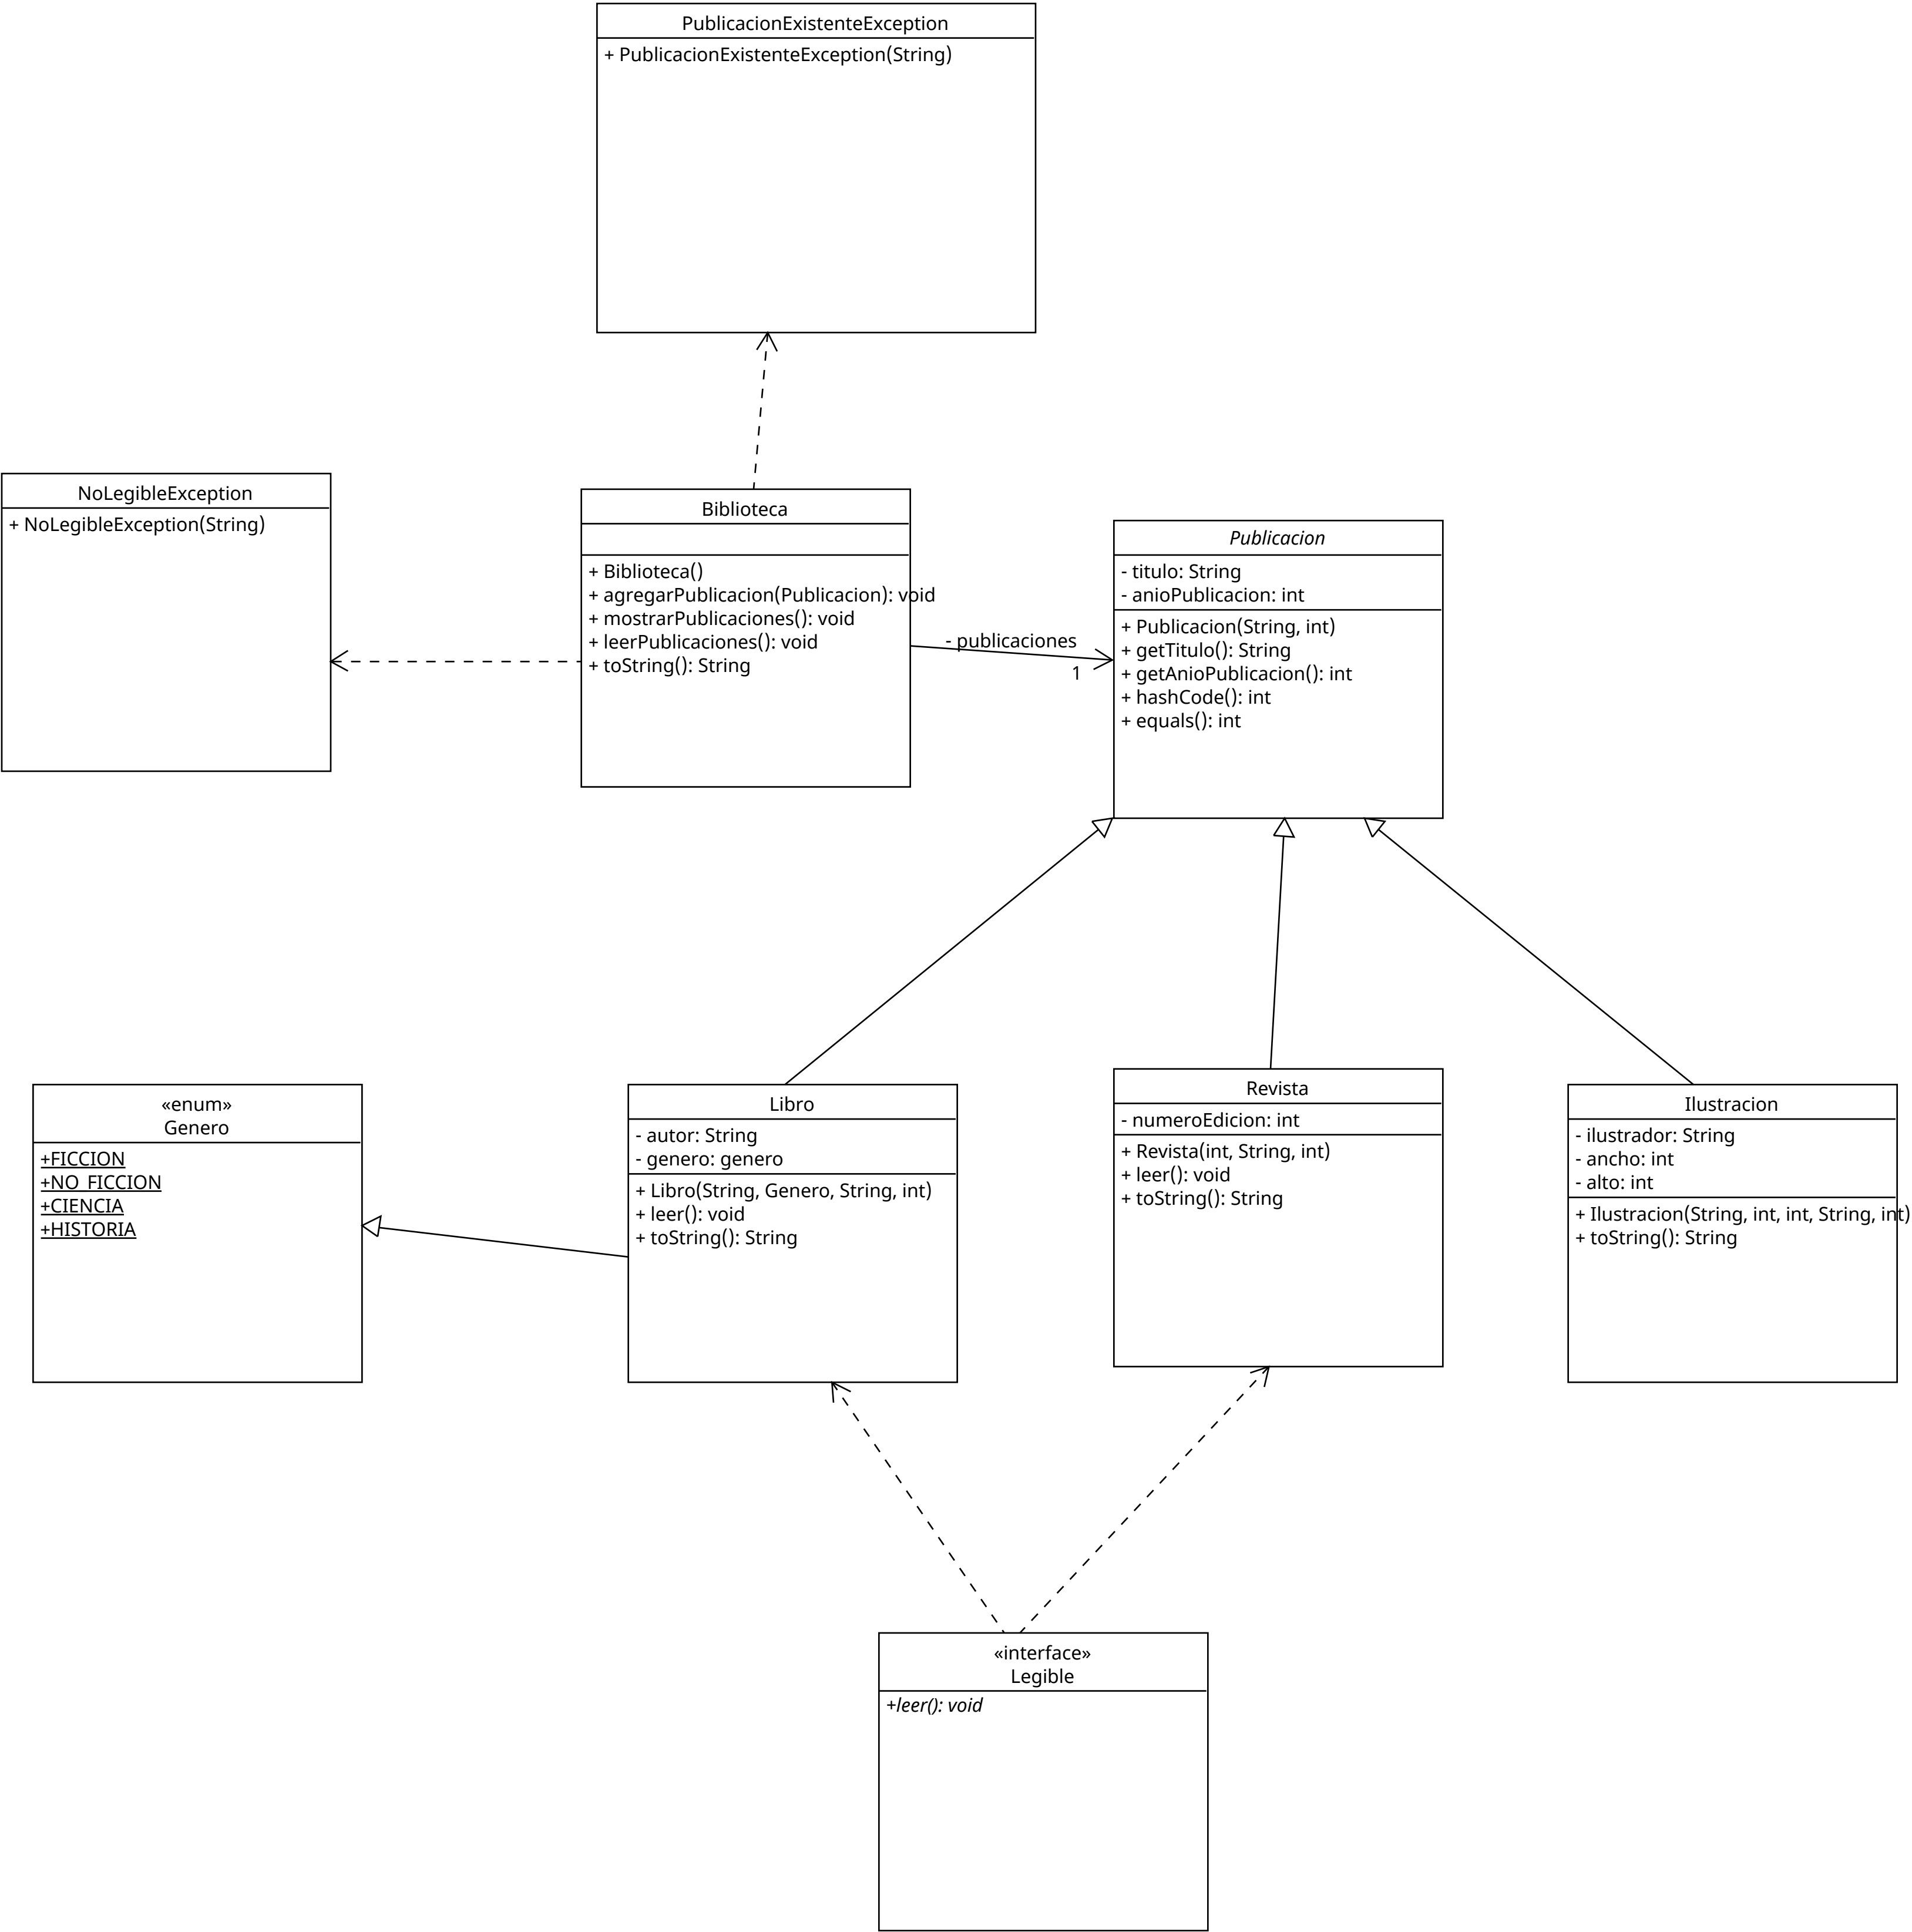 PublicacionExistenteException
+ PublicacionExistenteException(String)
NoLegibleException
+ NoLegibleException(String)
Biblioteca
+ Biblioteca()
+ agregarPublicacion(Publicacion): void
+ mostrarPublicaciones(): void
+ leerPublicaciones(): void
+ toString(): String
- publicaciones
1
Publicacion
- titulo: String
- anioPublicacion: int
+ Publicacion(String, int)
+ getTitulo(): String
+ getAnioPublicacion(): int
+ hashCode(): int
+ equals(): int
«enum»
Genero
+FICCION
+NO_FICCION
+CIENCIA
+HISTORIA
Libro
- autor: String
- genero: genero
+ Libro(String, Genero, String, int)
+ leer(): void
+ toString(): String
Revista
- numeroEdicion: int
+ Revista(int, String, int)
+ leer(): void
+ toString(): String
Ilustracion
- ilustrador: String
- ancho: int
- alto: int
+ Ilustracion(String, int, int, String, int)
+ toString(): String
«interface»
Legible
+leer(): void